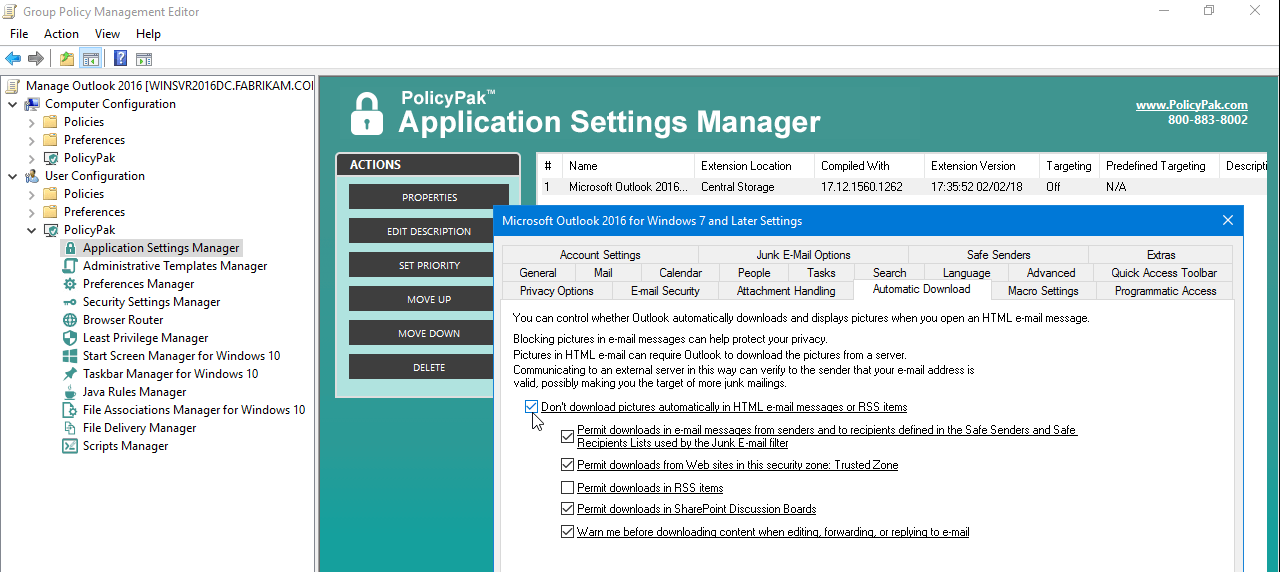 Group Policy Management Editor
File Action View Help
Manage Outlook 2016 [WINSVR2016DC.FABRIKAM.CO
Computer Configuration
Policies
Preferences
PolicyPak
User Configuration
Policies
Preferences
PolicyPak
Application Settings Manager
Administrative Templates Manager
Preferences Manager
Security Settings Manager
Browser Router
Least Privilege Manager
Start Screen Manager for Windows 10
Taskbar Manager for Windows 10
Java Rules Manager
File Associations Manager for Windows 10
File Delivery Manager
Scripts Manager
PolicyPak™
Application Settings Manager
www.PolicyPak.com
800-883-8002
ACTIONS
PROPERTIES
EDIT DESCRIPTION
SET PRIORITY
MOVE UP
MOVE DOWN
DELETE
# Name Extension Location Compiled With Extension Version Targeting Predefined Targeting Descripti
1 Microsoft Outlook 2016... Central Storage 17.12.1560.1262 17:35:52 02/02/18 Off N/A
Microsoft Outlook 2016 for Windows 7 and Later Settings
Account Settings Junk E-Mail Options Safe Senders Extras
General Mail Calendar People Tasks Search Language Advanced Quick Access Toolbar
Privacy Options E-mail Security Attachment Handling Automatic Download Macro Settings Programmatic Access
You can control whether Outlook automatically downloads and displays pictures when you open an HTML e-mail message.
Blocking pictures in e-mail messages can help protect your privacy.
Pictures in HTML e-mail can require Outlook to download the pictures from a server.
Communicating to an external server in this way can verify to the sender that your e-mail address is
valid, possibly making you the target of more junk mailings.
Don't download pictures automatically in HTML e-mail messages or RSS items
Permit downloads in e-mail messages from senders and to recipients defined in the Safe Senders and Safe
Recipients Lists used by the Junk E-mail filter
Permit downloads from Web sites in this security zone: Trusted Zone
Permit downloads in RSS items
Permit downloads in SharePoint Discussion Boards
Warn me before downloading content when editing, forwarding, or replying to e-mail